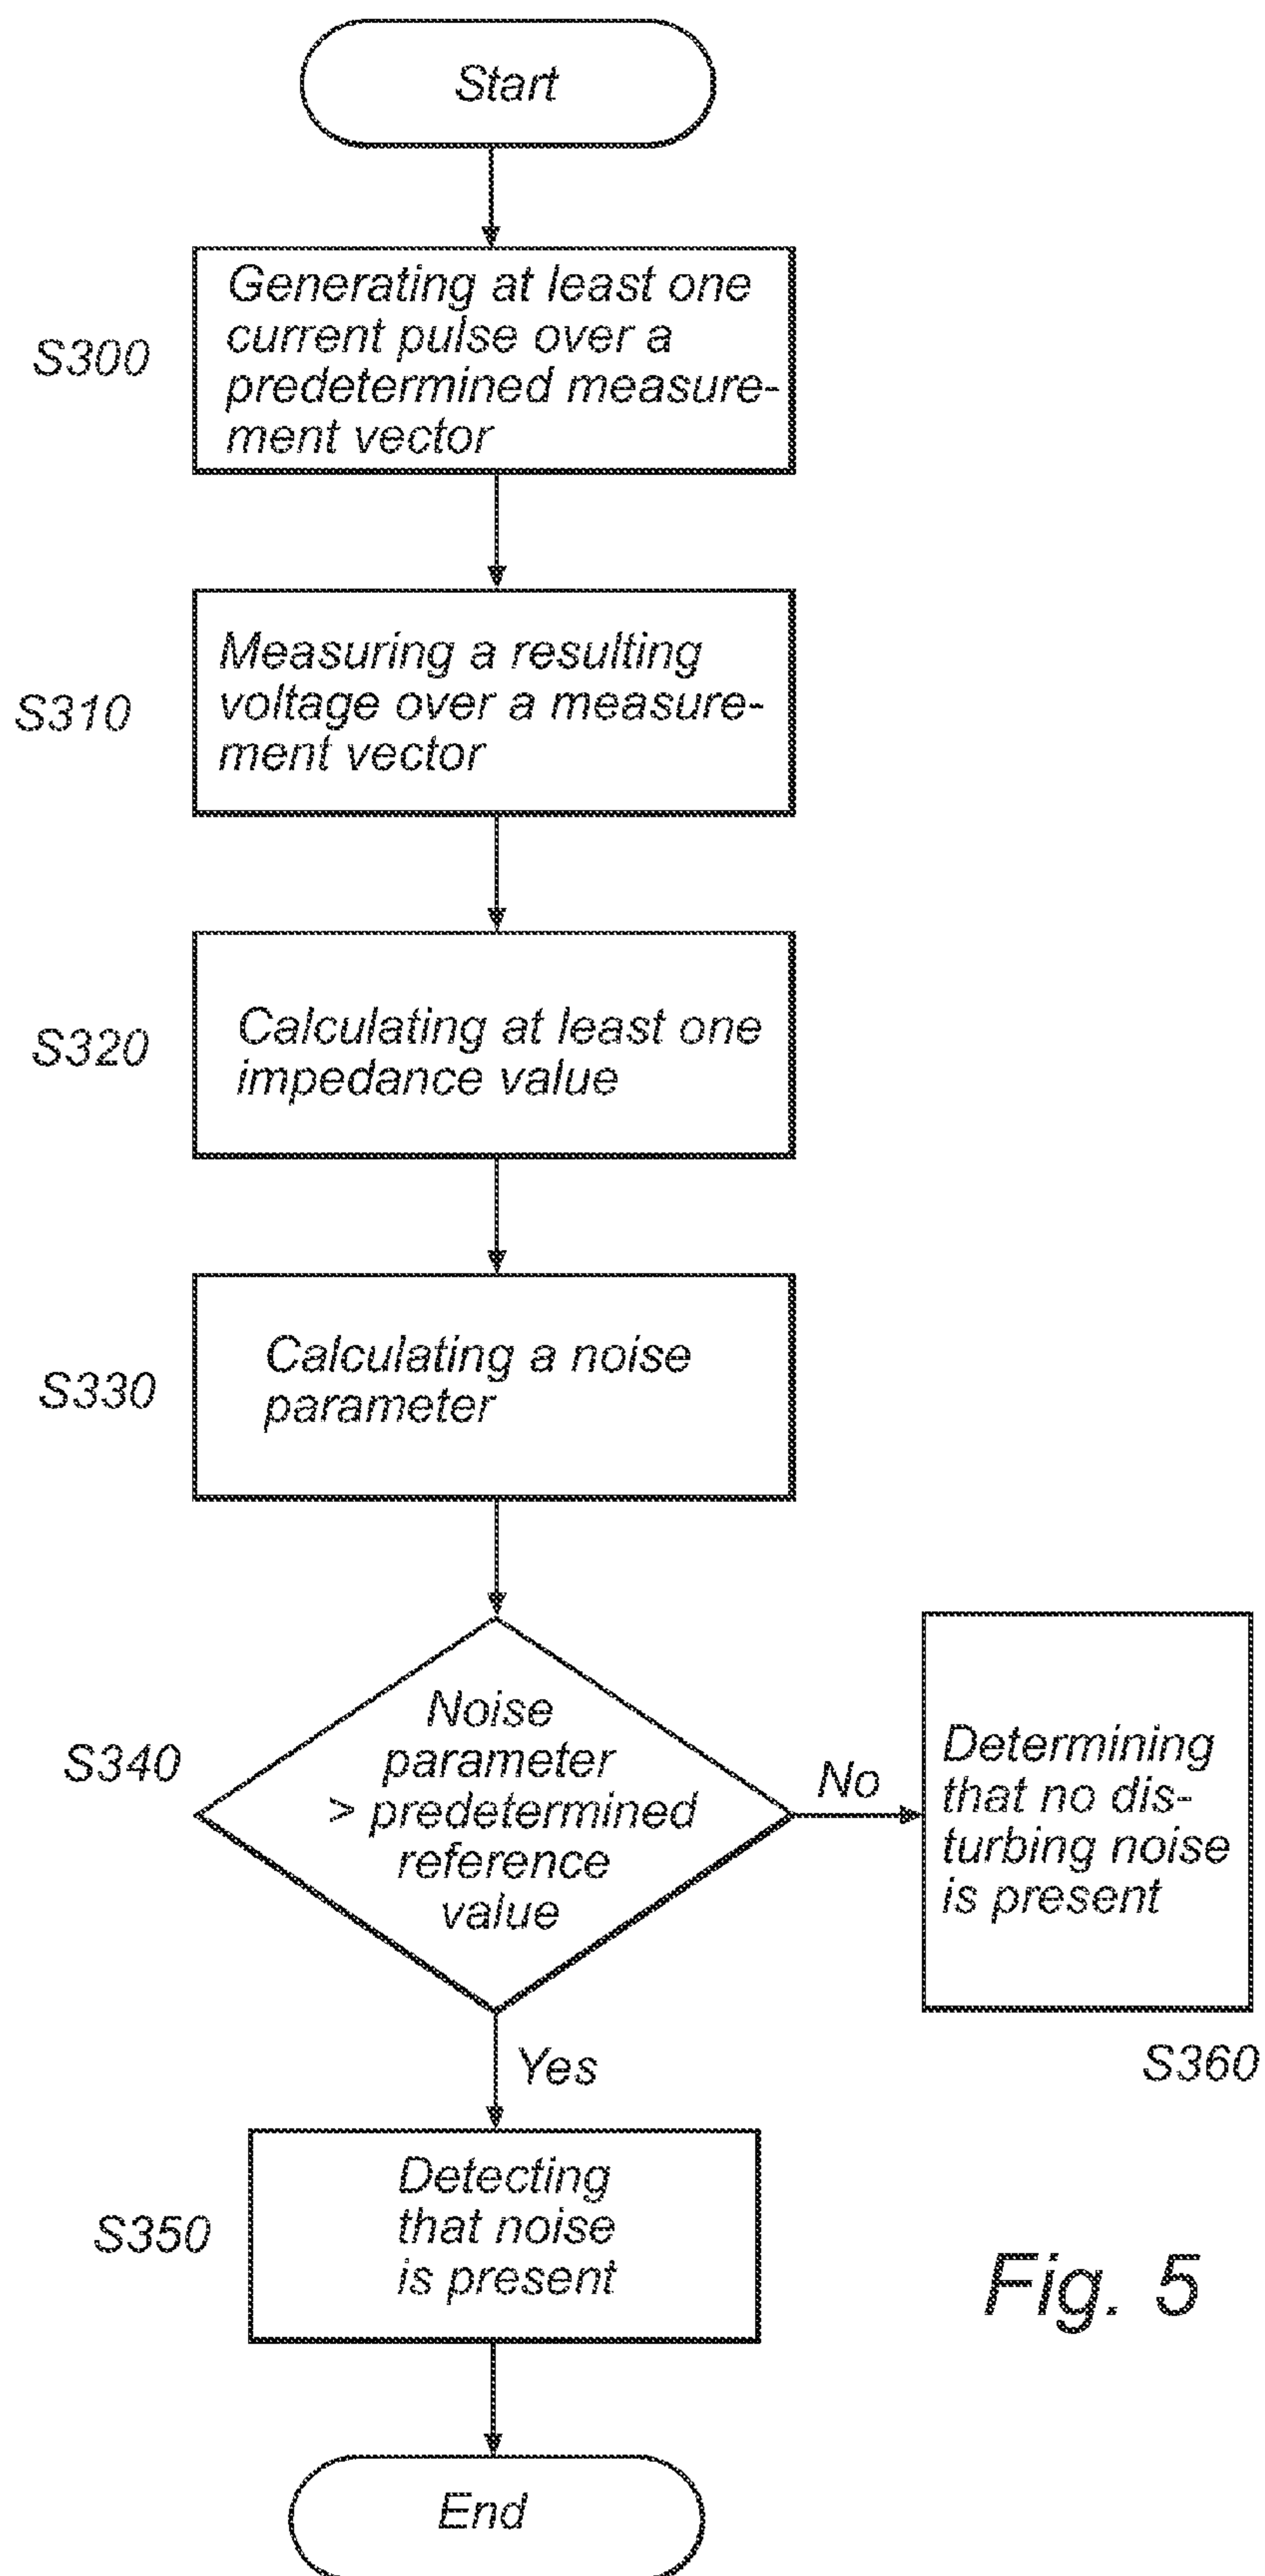 Start
S300
Generating at least one
current pulse over a
predetermined measure-
ment vector
S310
Measuring a resulting
voltage over a measure-
ment vector
S320
Calculating at least one
impedance value
S330
Calculating a noise
parameter
S340
Noise
parameter
> predetermined
reference
value
No
Determining
that no dis-
turbing noise
is present
S360
Yes
S350
Detecting
that noise
is present
Fig. 5
End